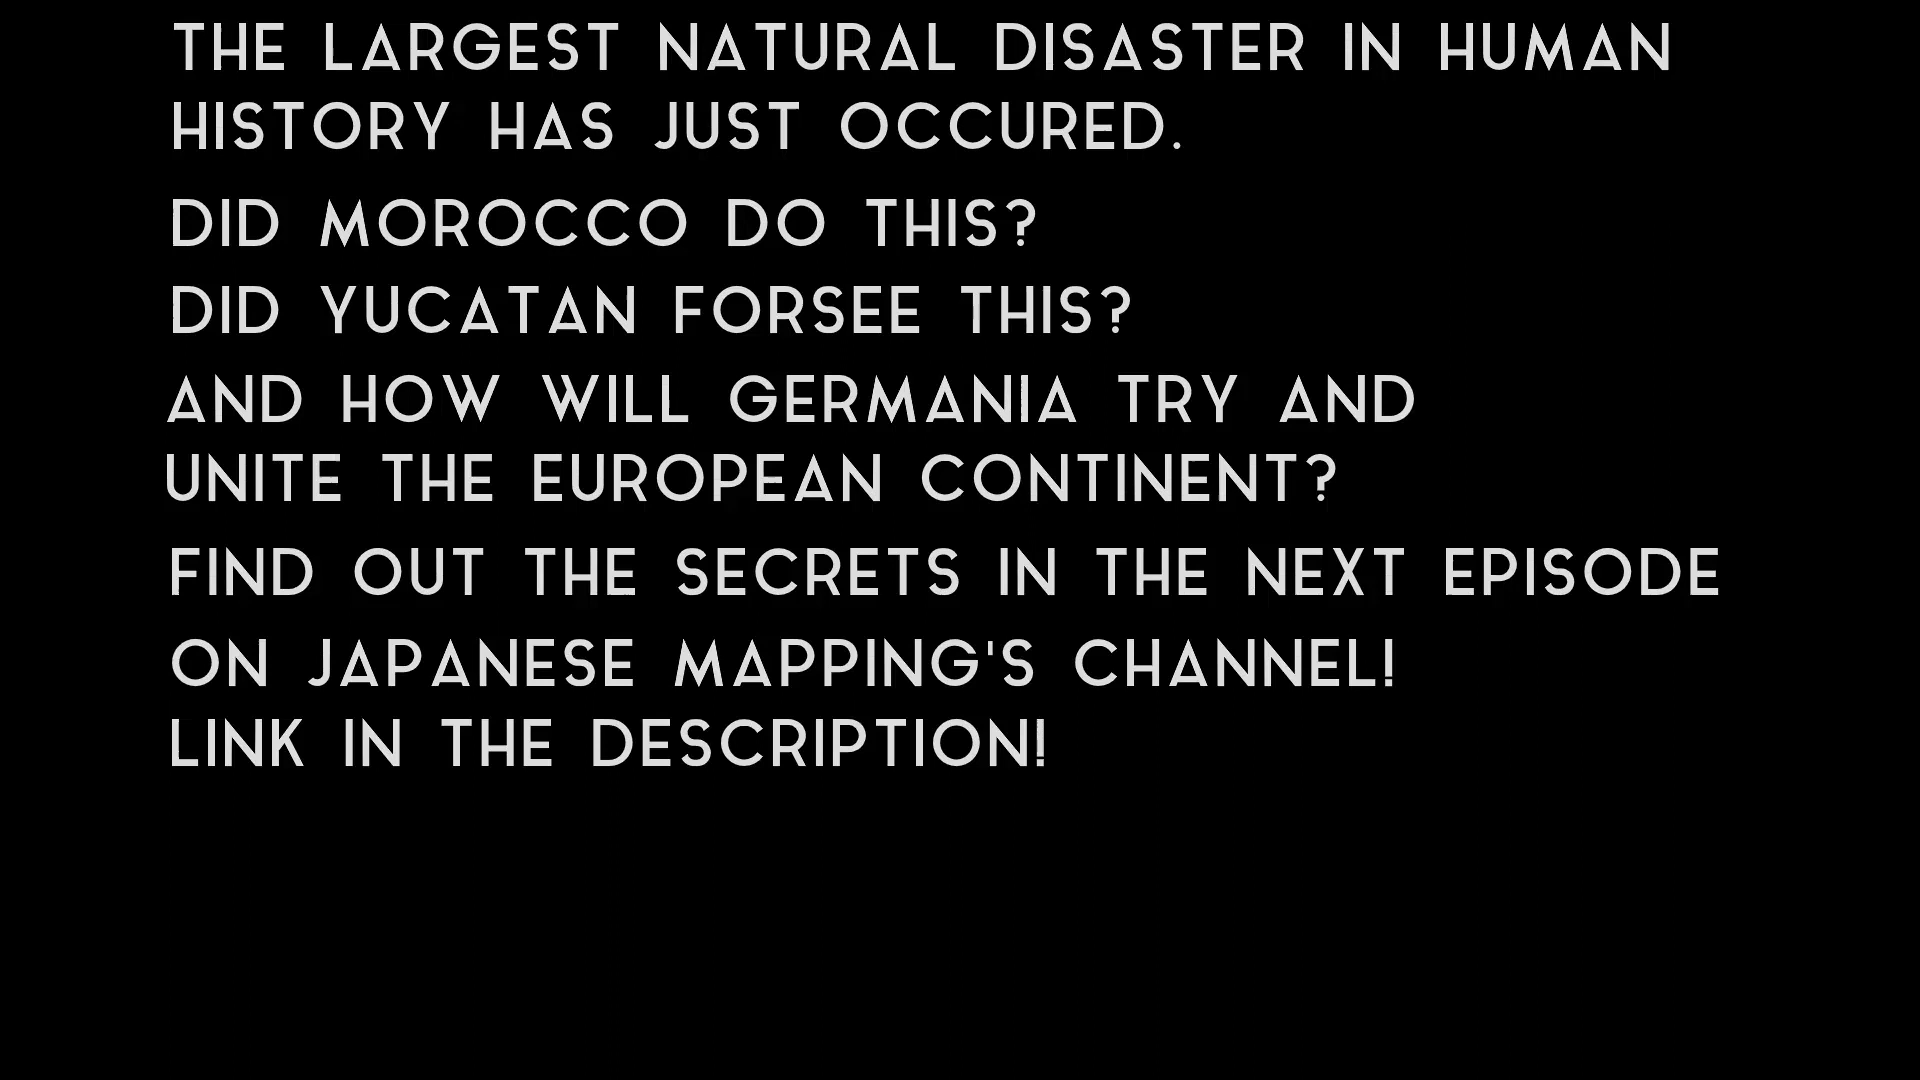 THE LARGEST NATURAL DISASTER IN HUMAN
HISTORY HAS JUST OCCURED.
DID MOROCCO DO THIS?
DID YUCATAN FORSEE THIS?
AND HOW WILL GERMANIA TRY AND
UNITE THE EUROPEAN CONTINENT?
FIND OUT THE SECRETS IN THE NEXT EPISODE
ON JAPANESE MAPPING'S CHANNEL!
LINK IN THE DESCRIPTION!